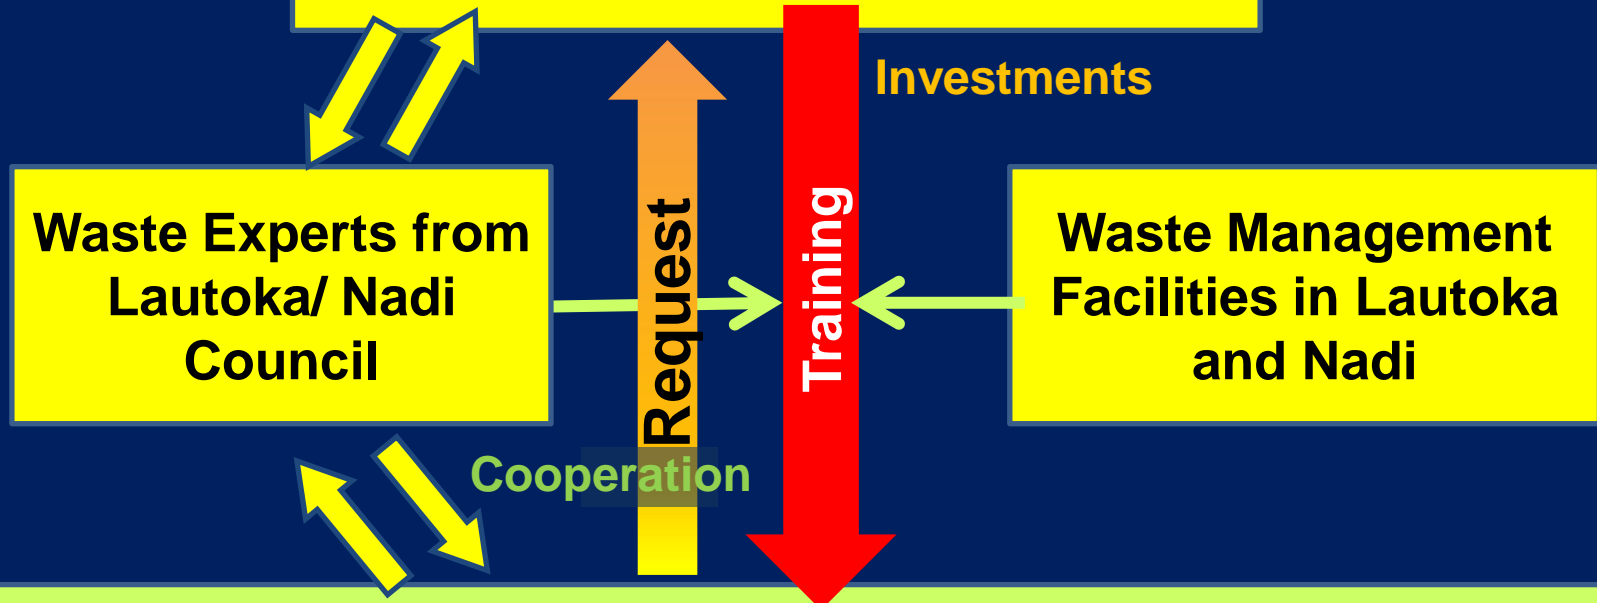 Investments
Waste Experts from
Lautoka/ Nadi
Council
Request
Training
Waste Management
Facilities in Lautoka
and Nadi
Cooperation